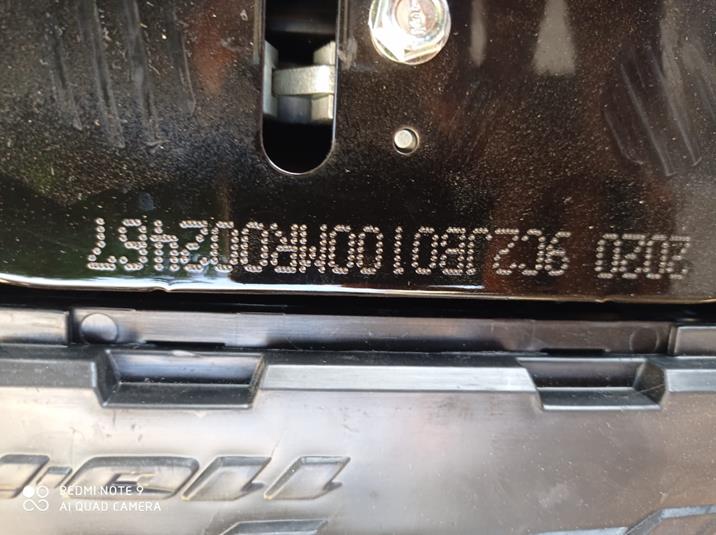 2020 9C2JB0100MR002467
REDMI NOTE 9
AI QUAD CAMERA